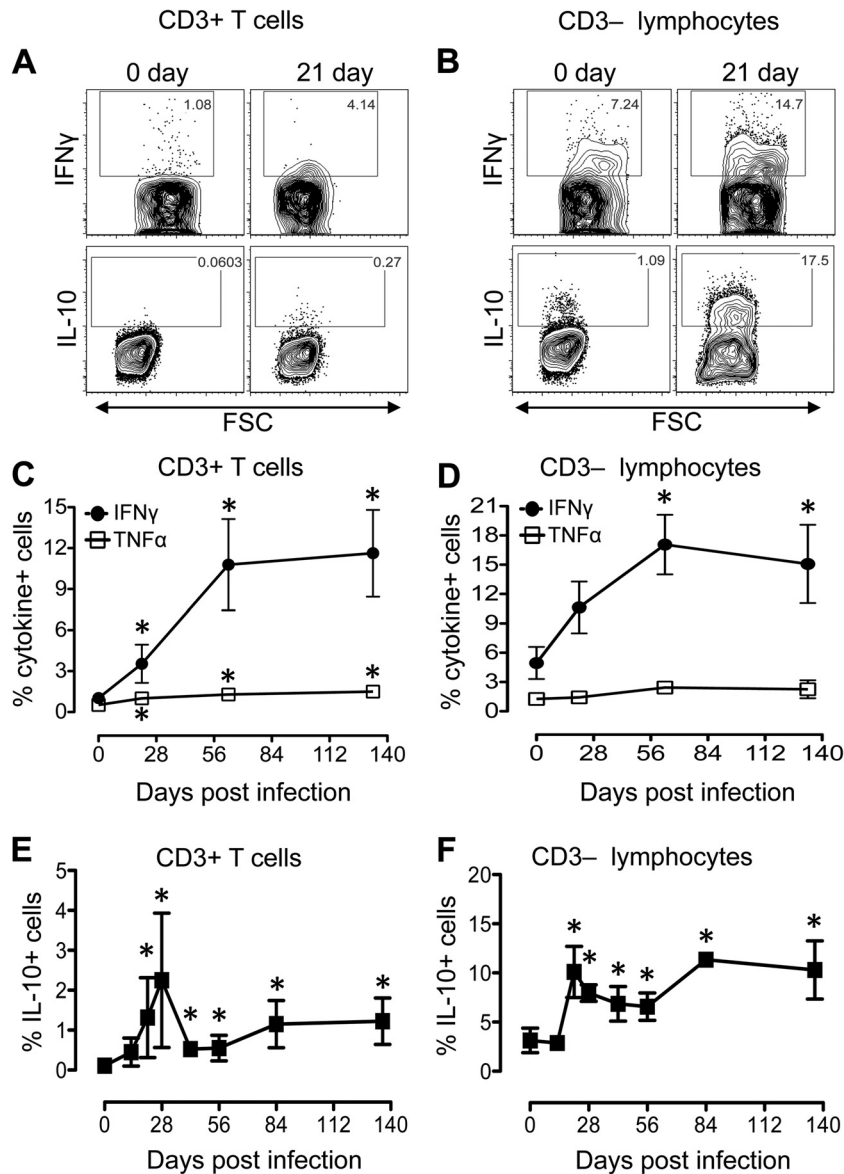 CD3+ T cells
CD3– lymphocytes
A
0 day
21 day
B
0 day
21 day
IFNγ
1.08
4.14
IFNγ
7.24
14.7
IL-10
0.0603
0.27
IL-10
1.09
17.5
FSC
FSC
C
CD3+ T cells
% cytokine+ cells
15
12
9
6
3
0
IFNγ
TNFα
*
*
*
*
*
*
0 28 56 84 112 140
Days post infection
D
CD3– lymphocytes
% cytokine+ cells
21
18
15
12
9
6
3
0
IFNγ
TNFα
*
*
0 28 56 84 112 140
Days post infection
E
CD3+ T cells
% IL-10+ cells
5
4
3
2
1
0
* * * * * *
0 28 56 84 112 140
Days post infection
F
CD3– lymphocytes
% IL-10+ cells
20
15
10
5
0
* * * * * *
0 28 56 84 112 140
Days post infection